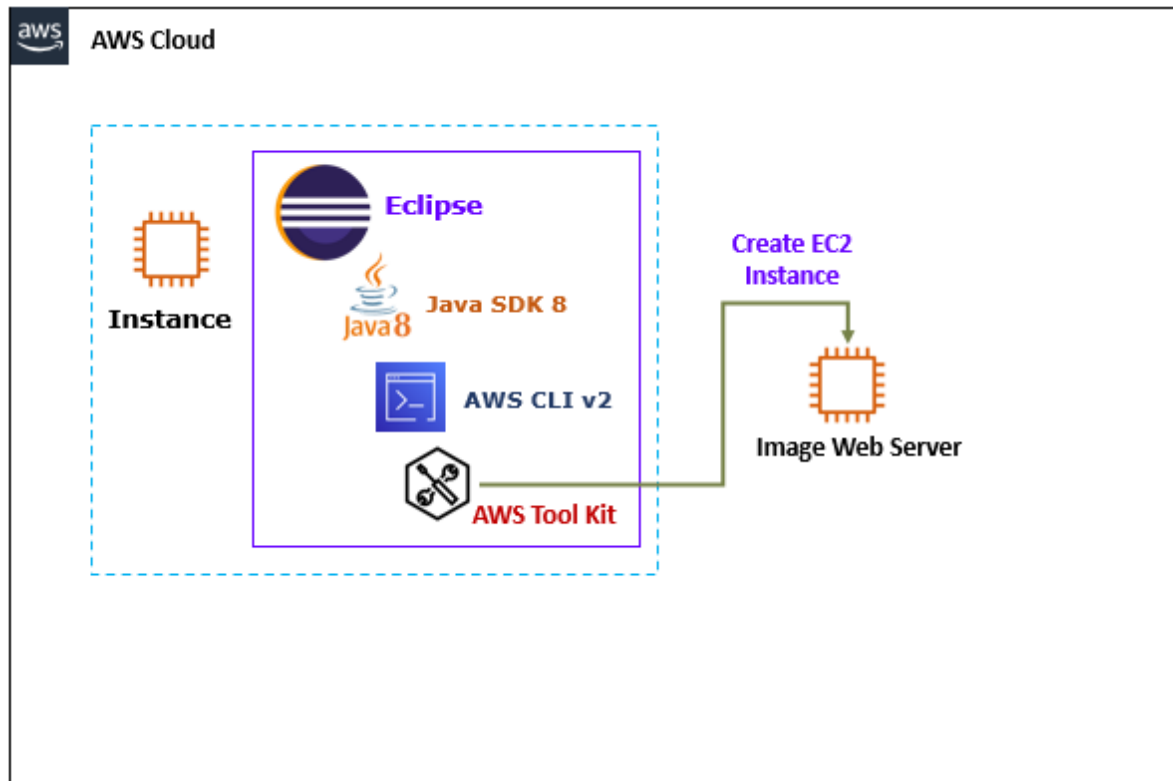 aws
AWS Cloud
Eclipse
Java SDK 8
Java8
Instance
AWS CLI v2
AWS Tool Kit
Create EC2
Instance
Image Web Server